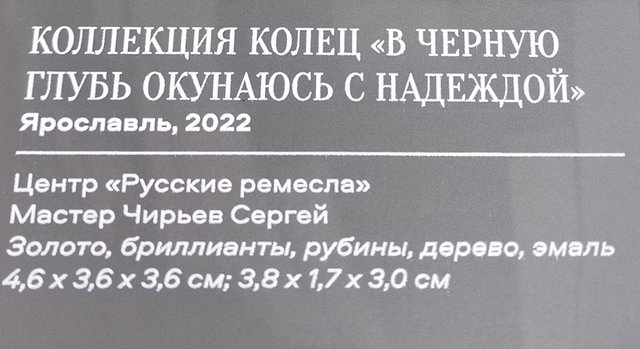 КОЛЛЕКЦИЯ КОЛЕЦ «В ЧЕРНУЮ
ГЛУБЬ ОКУНАЮСЬ С НАДЕЖДОЙ»
Ярославль, 2022
Центр «Русские ремесла»
Мастер Чирьев Сергей
Золото, бриллианты, рубины, дерево, эмаль
4,6 х 3,6 х 3,6 см; 3,8 х 1,7 х 3,0 см